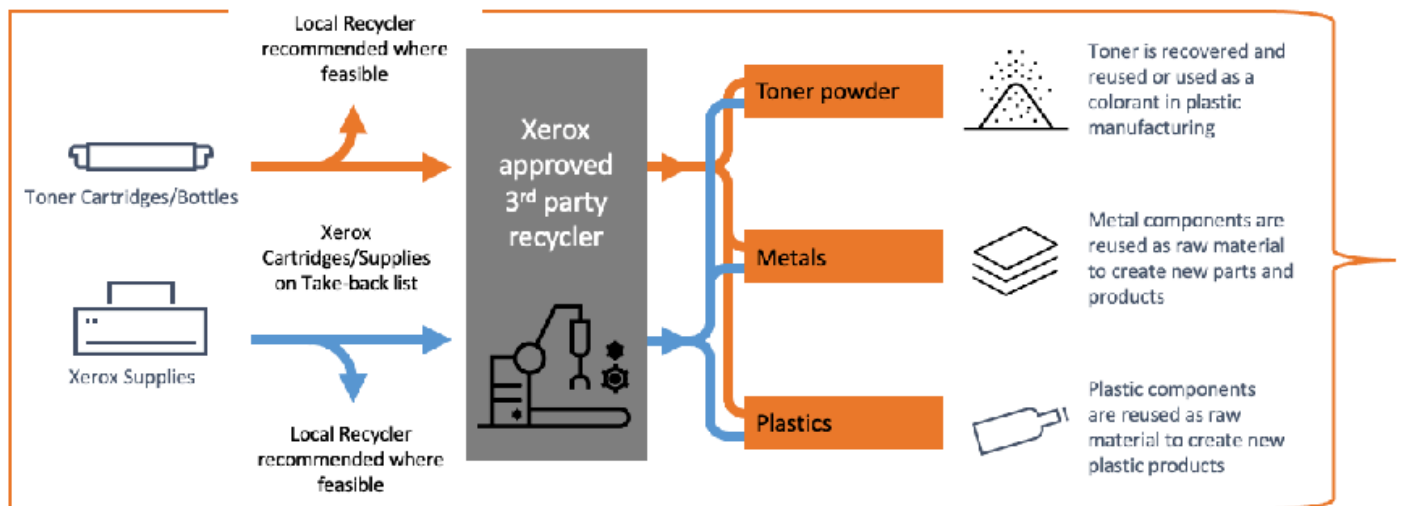 Local Recycler
recommended where
feasible
Toner Cartridges/Bottles
Xerox
Cartridges/Supplies
on Take-back list
Xerox Supplies
Local Recycler
recommended where
feasible
Xerox
approved
3rd party
recycler
Toner powder
Toner is recovered and
reused or used as a
colorant in plastic
manufacturing
Metals
Metal components are
reused as raw material
to create new parts and
products
Plastics
Plastic components
are reused as raw
material to create new
plastic products